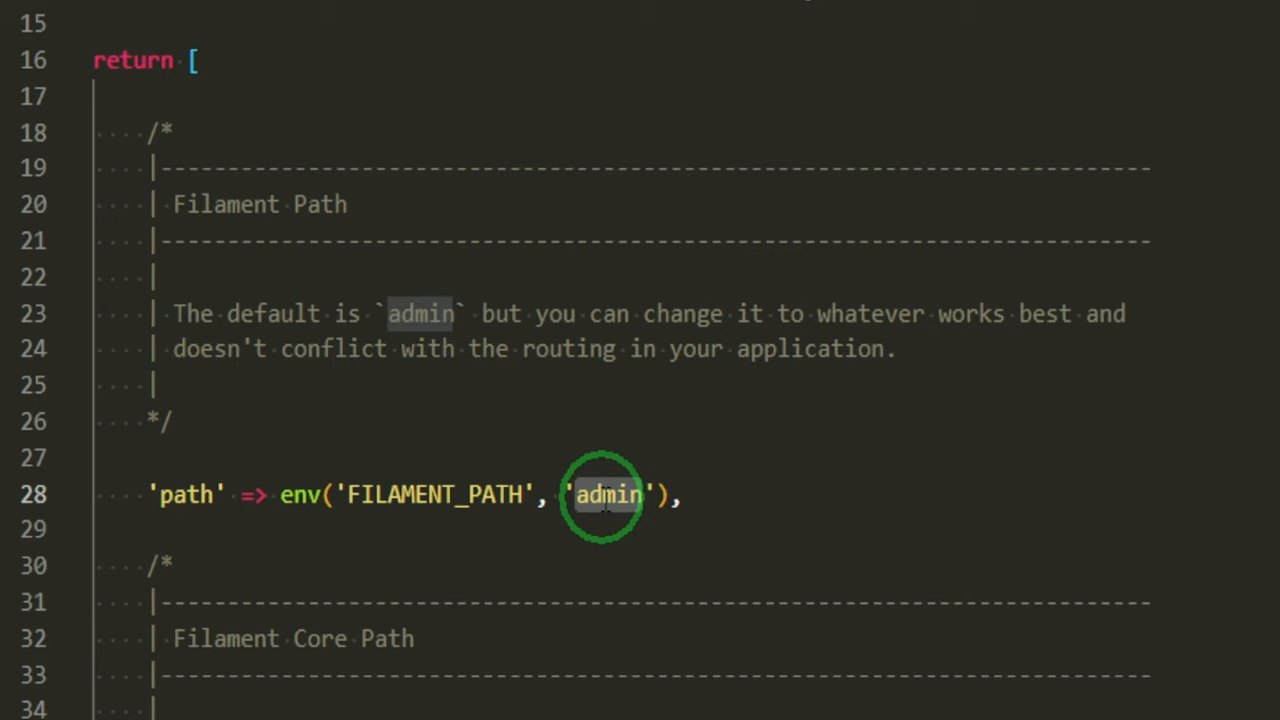 15
16 return [
17
18 /*
19 |--------------------------------------------------------------------------
20 | Filament Path
21 |--------------------------------------------------------------------------
22 |
23 | The default is `admin` but you can change it to whatever works best and
24 | doesn't conflict with the routing in your application.
25 |
26 */
27
28 'path' => env('FILAMENT_PATH', 'admin'),
29
30 /*
31 |--------------------------------------------------------------------------
32 | Filament Core Path
33 |--------------------------------------------------------------------------
34 |